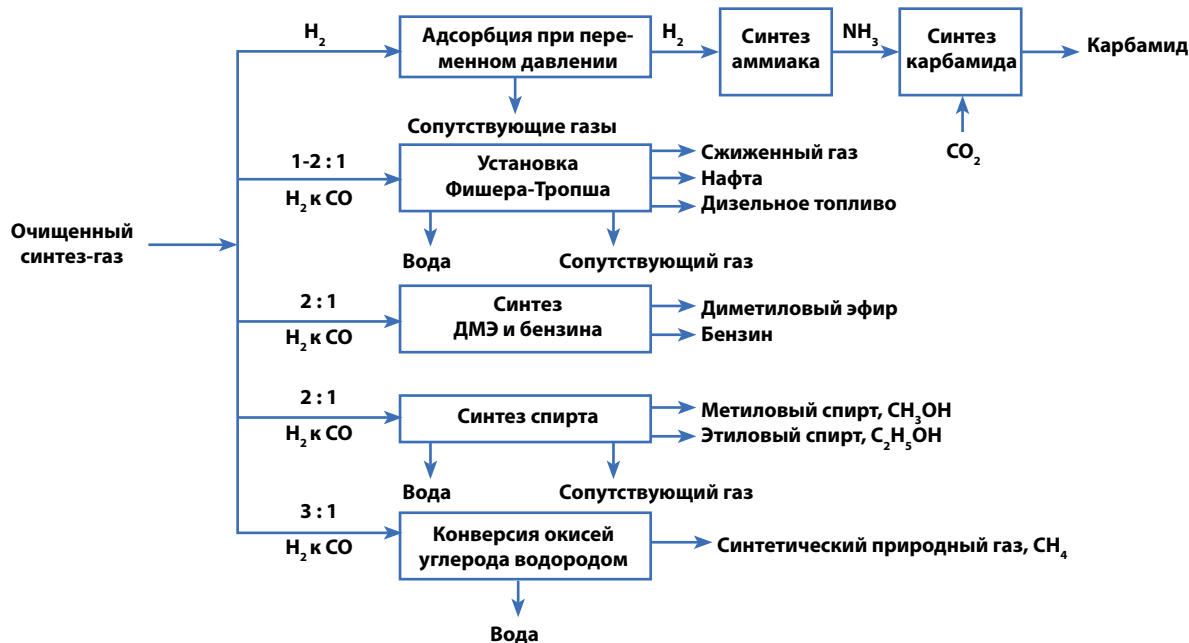 H₂
Адсорбция при пере-
менном давлении
H₂
Синтез
аммиака
NH₃
Синтез
карбамида
Карбамид
Сопутствующие газы
CO₂
1-2 : 1
H₂ к CO
Установка
Фишера-Тропша
Сжиженный газ
Нафта
Дизельное топливо
Вода
Сопутствующий газ
Очищенный
синтез-газ
2 : 1
H₂ к CO
Синтез
ДМЭ и бензина
Диметиловый эфир
Бензин
2 : 1
H₂ к CO
Синтез спирта
Метиловый спирт, CH₃OH
Этиловый спирт, C₂H₅OH
Вода
Сопутствующий газ
3 : 1
H₂ к CO
Конверсия окисей
углерода водородом
Синтетический природный газ, CH₄
Вода